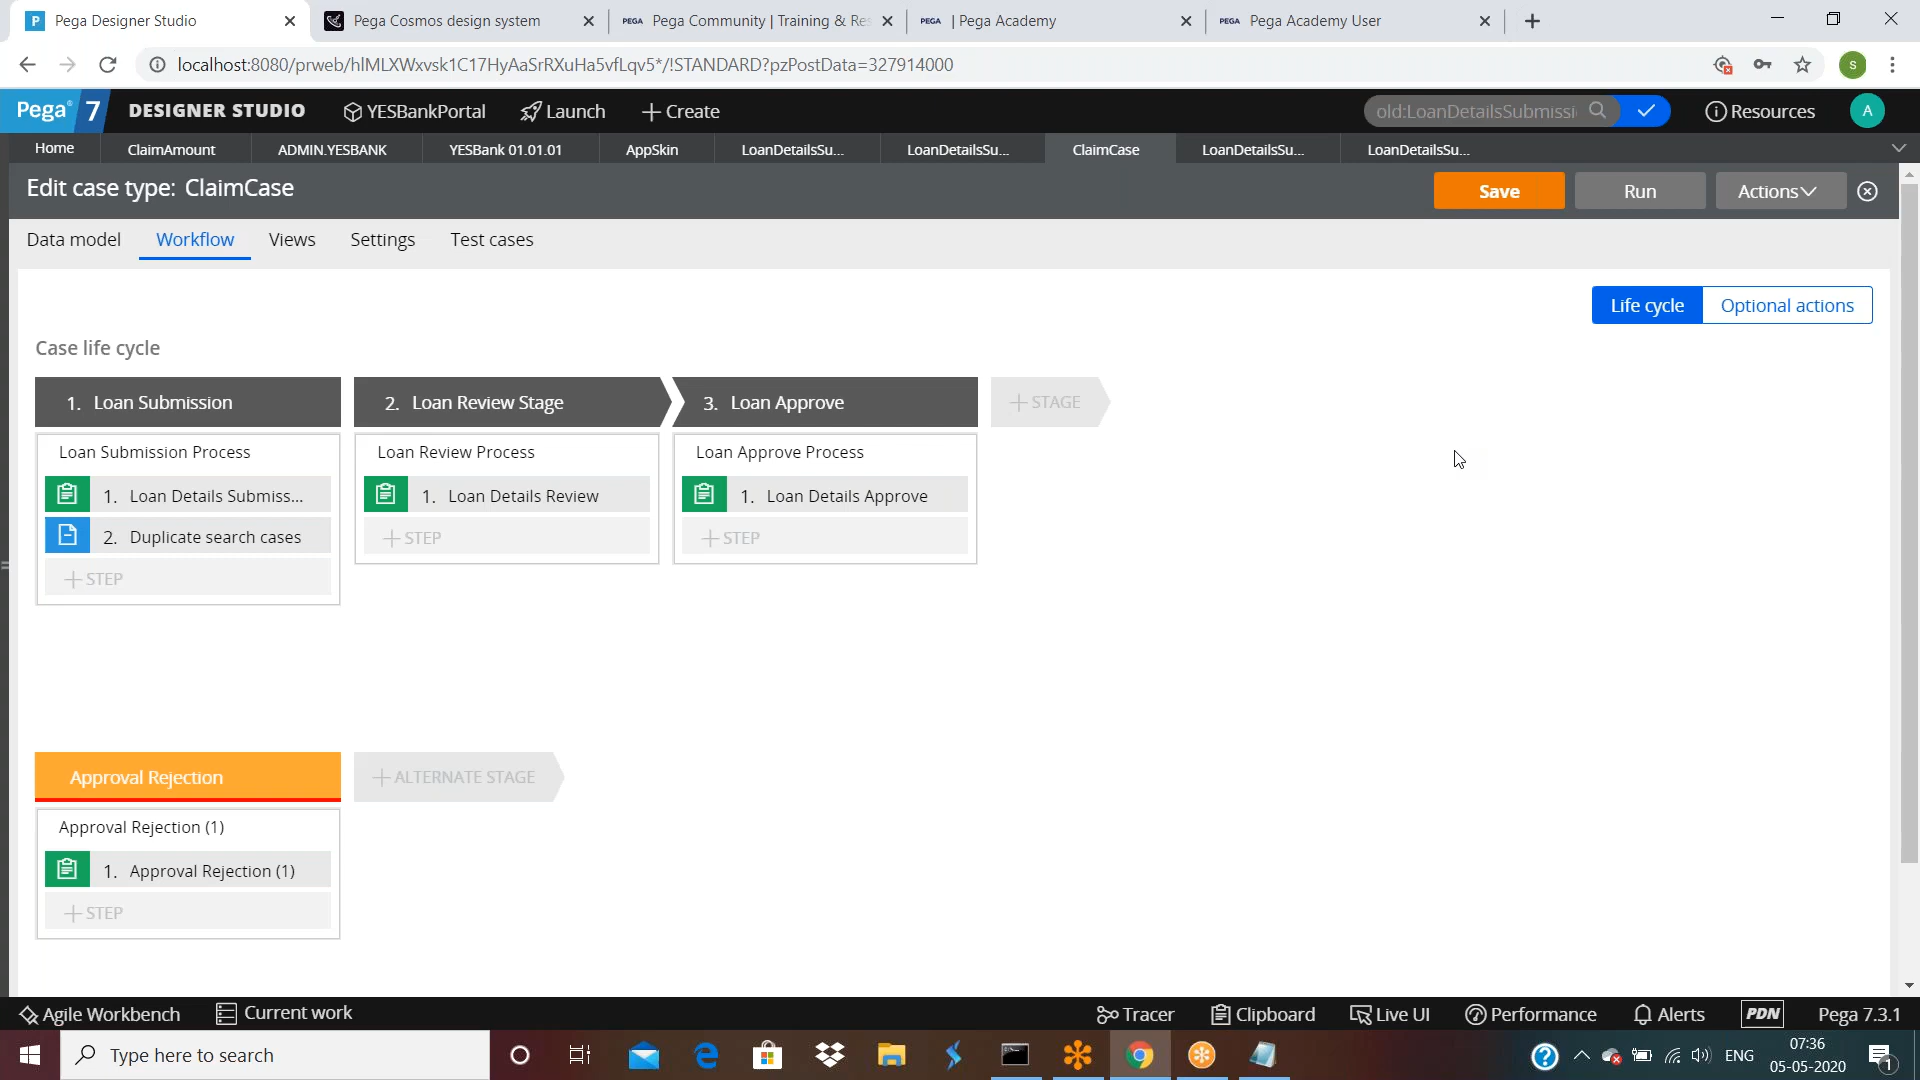 Pega Designer Studio
Pega Cosmos design system
PEGA Pega Community | Training & Res
PEGA | Pega Academy
PEGA Pega Academy User
localhost:8080/prweb/hlMLXWxvsk1C17HyAaSrRXuHa5vfLqv5*/!STANDARD?pzPostData=327914000
S
Pega 7
DESIGNER STUDIO
YESBankPortal
Launch
Create
old:LoanDetailsSubmissi
Resources
A
Home
ClaimAmount
ADMIN.YESBANK
YESBank 01.01.01
AppSkin
LoanDetailsSu...
LoanDetailsSu...
ClaimCase
LoanDetailsSu...
LoanDetailsSu...
Edit case type: ClaimCase
Save
Run
Actions
Data model
Workflow
Views
Settings
Test cases
Life cycle
Optional actions
Case life cycle
1. Loan Submission
2. Loan Review Stage
3. Loan Approve
STAGE
Loan Submission Process
Loan Review Process
Loan Approve Process
1. Loan Details Submiss...
1. Loan Details Review
1. Loan Details Approve
2. Duplicate search cases
STEP
STEP
STEP
Approval Rejection
ALTERNATE STAGE
Approval Rejection (1)
1. Approval Rejection (1)
STEP
Agile Workbench
Current work
Tracer
Clipboard
Live UI
Performance
Alerts
PDN
Pega 7.3.1
Type here to search
ENG
07:36
05-05-2020
1